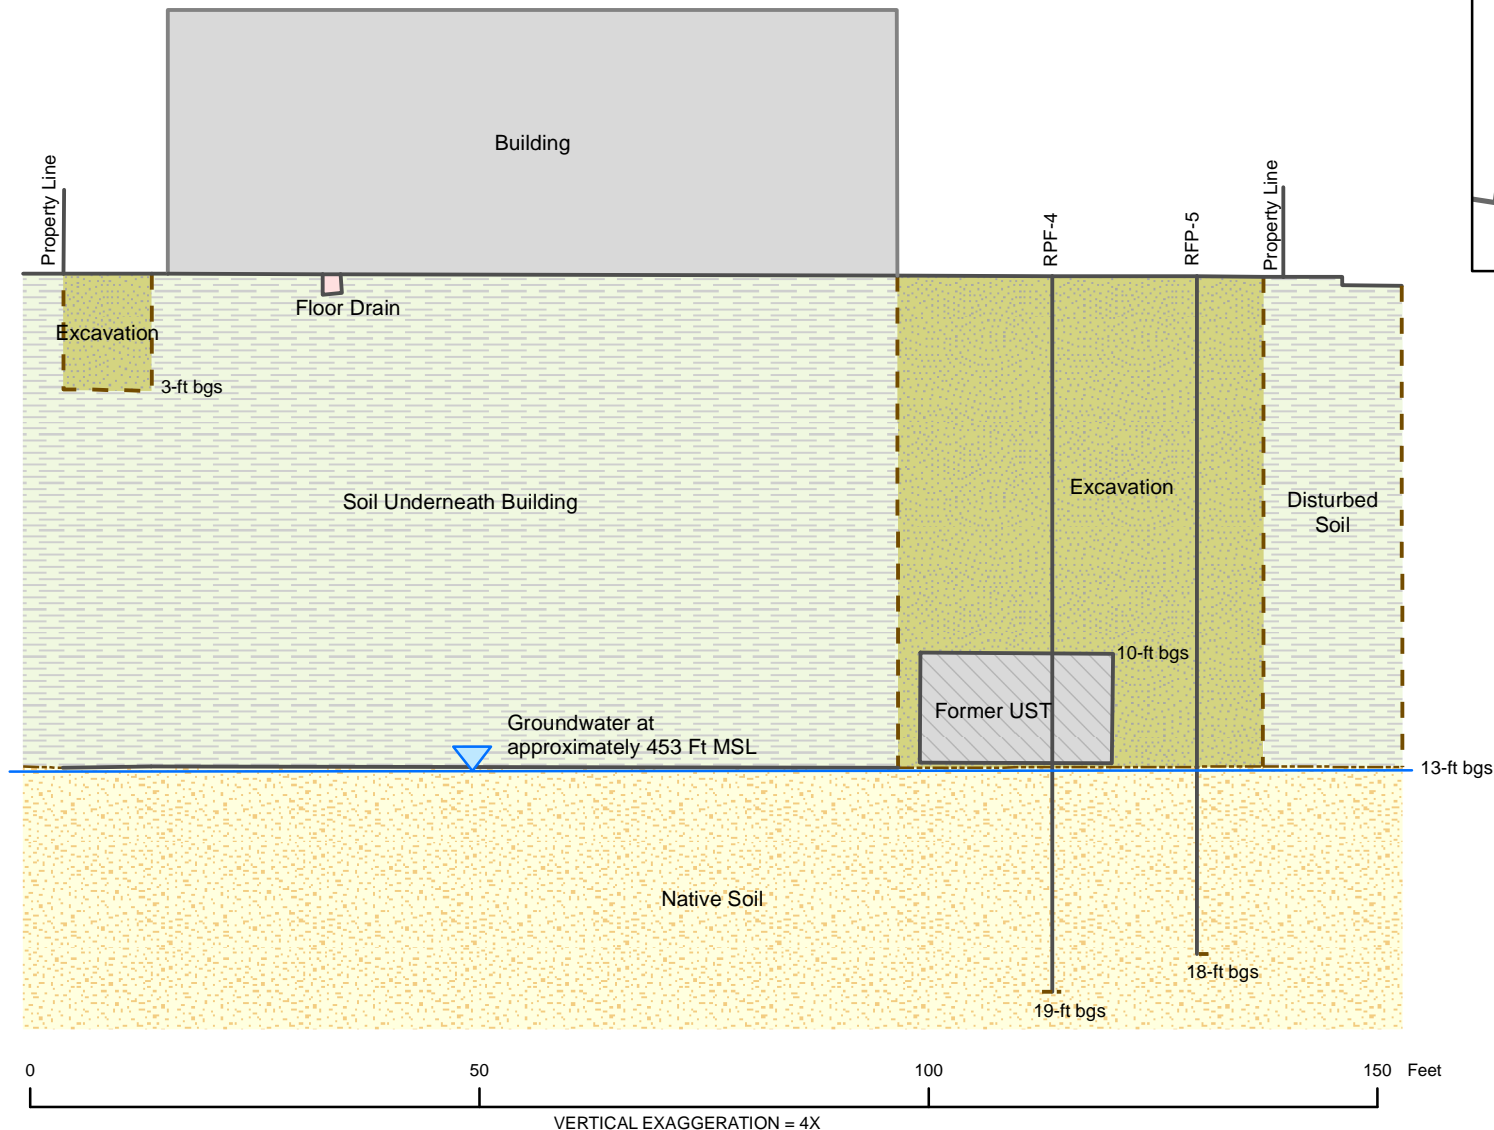 Building
Property Line
RPF-4
RFP-5
Property Line
Floor Drain
Excavation
3-ft bgs
Soil Underneath Building
Excavation
Disturbed
Soil
10-ft bgs
Former UST
Groundwater at
approximately 453 Ft MSL
13-ft bgs
Native Soil
18-ft bgs
19-ft bgs
0
50
100
150 Feet
VERTICAL EXAGGERATION = 4X